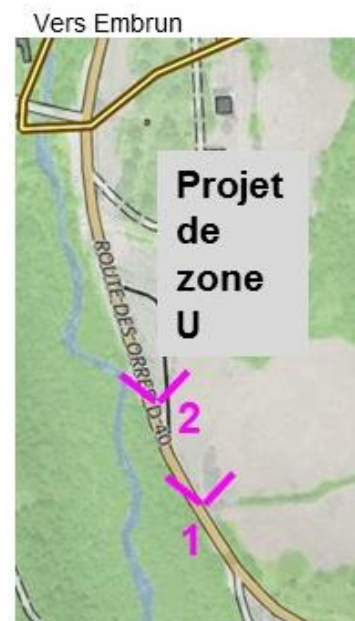 Vers Embrun
Projet
de
zone
U
ROUTE DES ORRES D 40
2
1